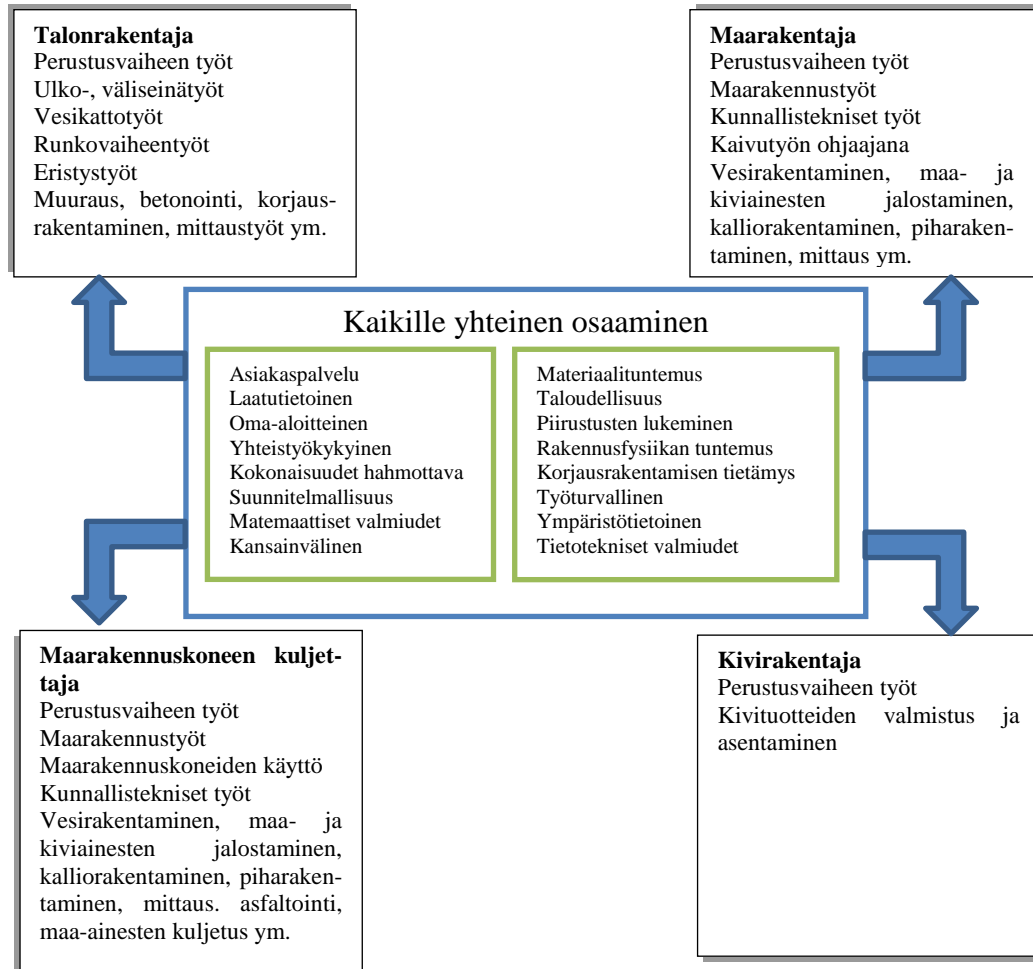 Talonrakentaja
Perustusvaiheen työt
Ulko-, väliseinätyöt
Vesikattotyöt
Runkovaiheentyöt
Eristystyöt
Muuraus, betonointi, korjaus-
rakentaminen, mittaustyöt ym.
Maarakentaja
Perustusvaiheen työt
Maarakennustyöt
Kunnallistekniset työt
Kaivutyön ohjaajana
Vesirakentaminen, maa- ja
kiviainesten jalostaminen,
kalliorakentaminen, piharaken-
taminen, mittaus ym.
Kaikille yhteinen osaaminen
Asiakaspalvelu
Laatutietoinen
Oma-aloitteinen
Yhteistyökykyinen
Kokonaisuudet hahmottava
Suunnitelmallisuus
Matemaattiset valmiudet
Kansainvälinen
Materiaalituntemus
Taloudellisuus
Piirustusten lukeminen
Rakennusfysiikan tuntemus
Korjausrakentamisen tietämys
Työturvallinen
Ympäristötietoinen
Tietotekniset valmiudet
Maarakennuskoneen kuljet-
taja
Perustusvaiheen työt
Maarakennustyöt
Maarakennuskoneiden käyttö
Kunnallistekniset työt
Vesirakentaminen, maa- ja
kiviainesten jalostaminen,
kalliorakentaminen, piharaken-
taminen, mittaus. asfaltointi,
maa-ainesten kuljetus ym.
Kivirakentaja
Perustusvaiheen työt
Kivituotteiden valmistus ja
asentaminen